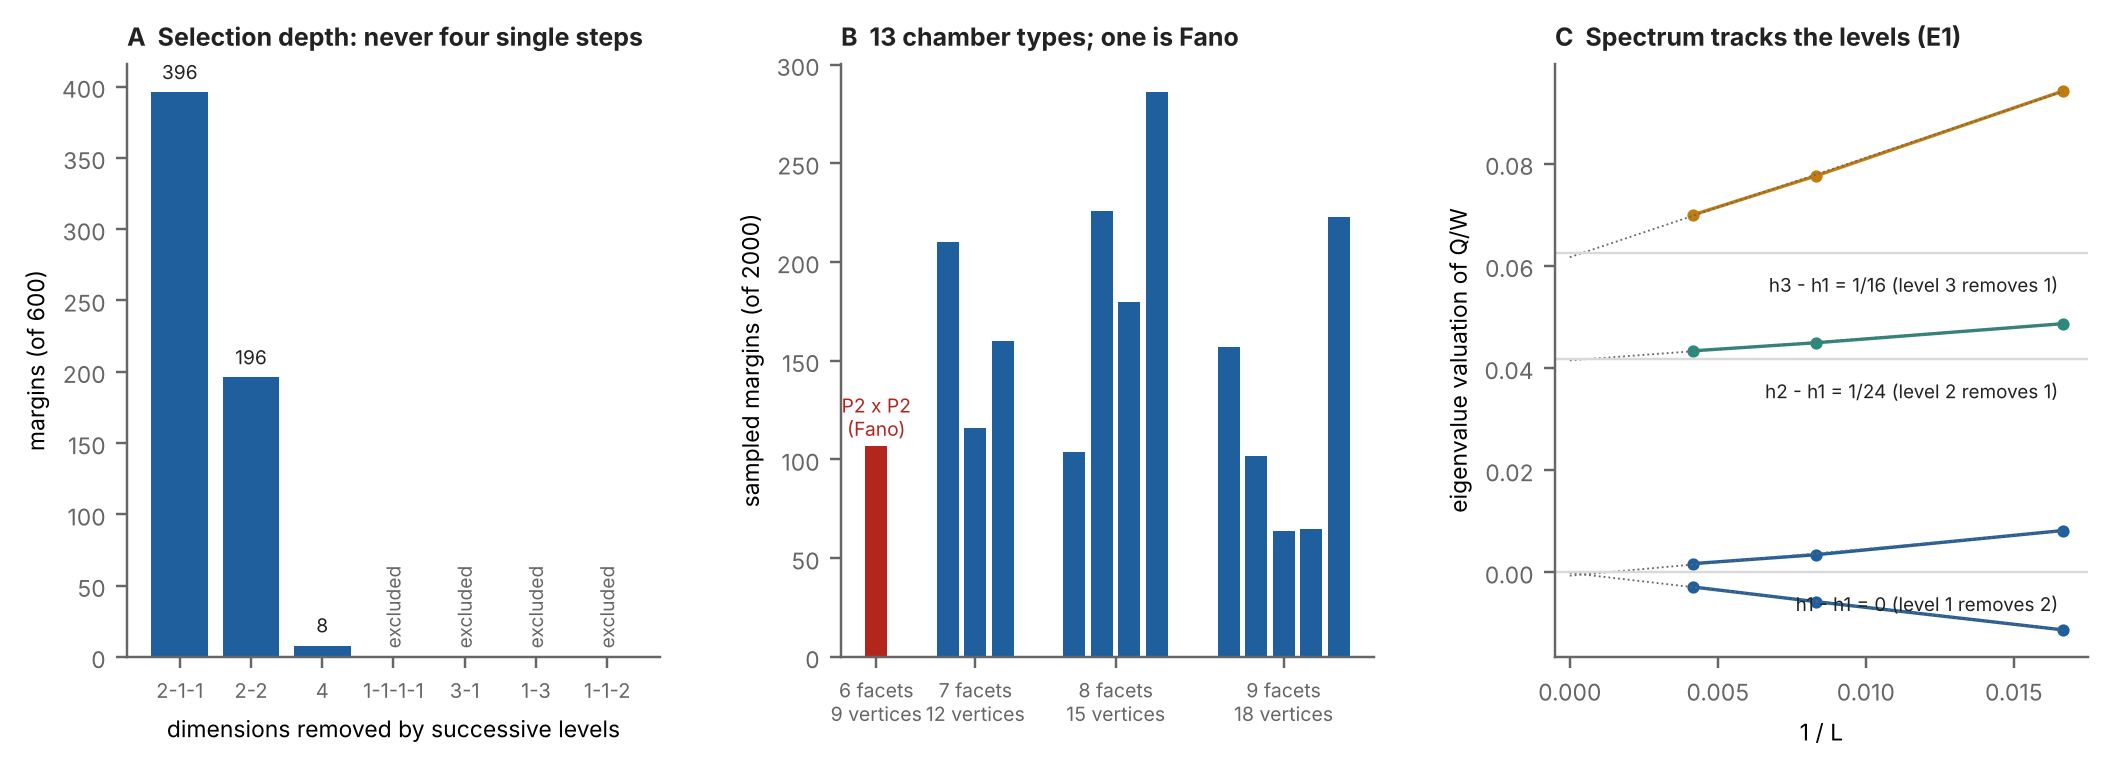 A Selection depth: never four single steps
margins (of 600)
400
350
300
250
200
150
100
50
0
396
196
8
excluded
excluded
excluded
excluded
2-1-1
2-2
4
1-1-1-1
3-1
1-3
1-1-2
dimensions removed by successive levels
B 13 chamber types; one is Fano
sampled margins (of 2000)
300
250
200
150
100
50
0
P2 x P2
(Fano)
6 facets
9 vertices
7 facets
12 vertices
8 facets
15 vertices
9 facets
18 vertices
C Spectrum tracks the levels (E1)
eigenvalue valuation of Q/W
0.08
0.06
0.04
0.02
0.00
h3 - h1 = 1/16 (level 3 removes 1)
h2 - h1 = 1/24 (level 2 removes 1)
h1 - h1 = 0 (level 1 removes 2)
0.000
0.005
0.010
0.015
1 / L